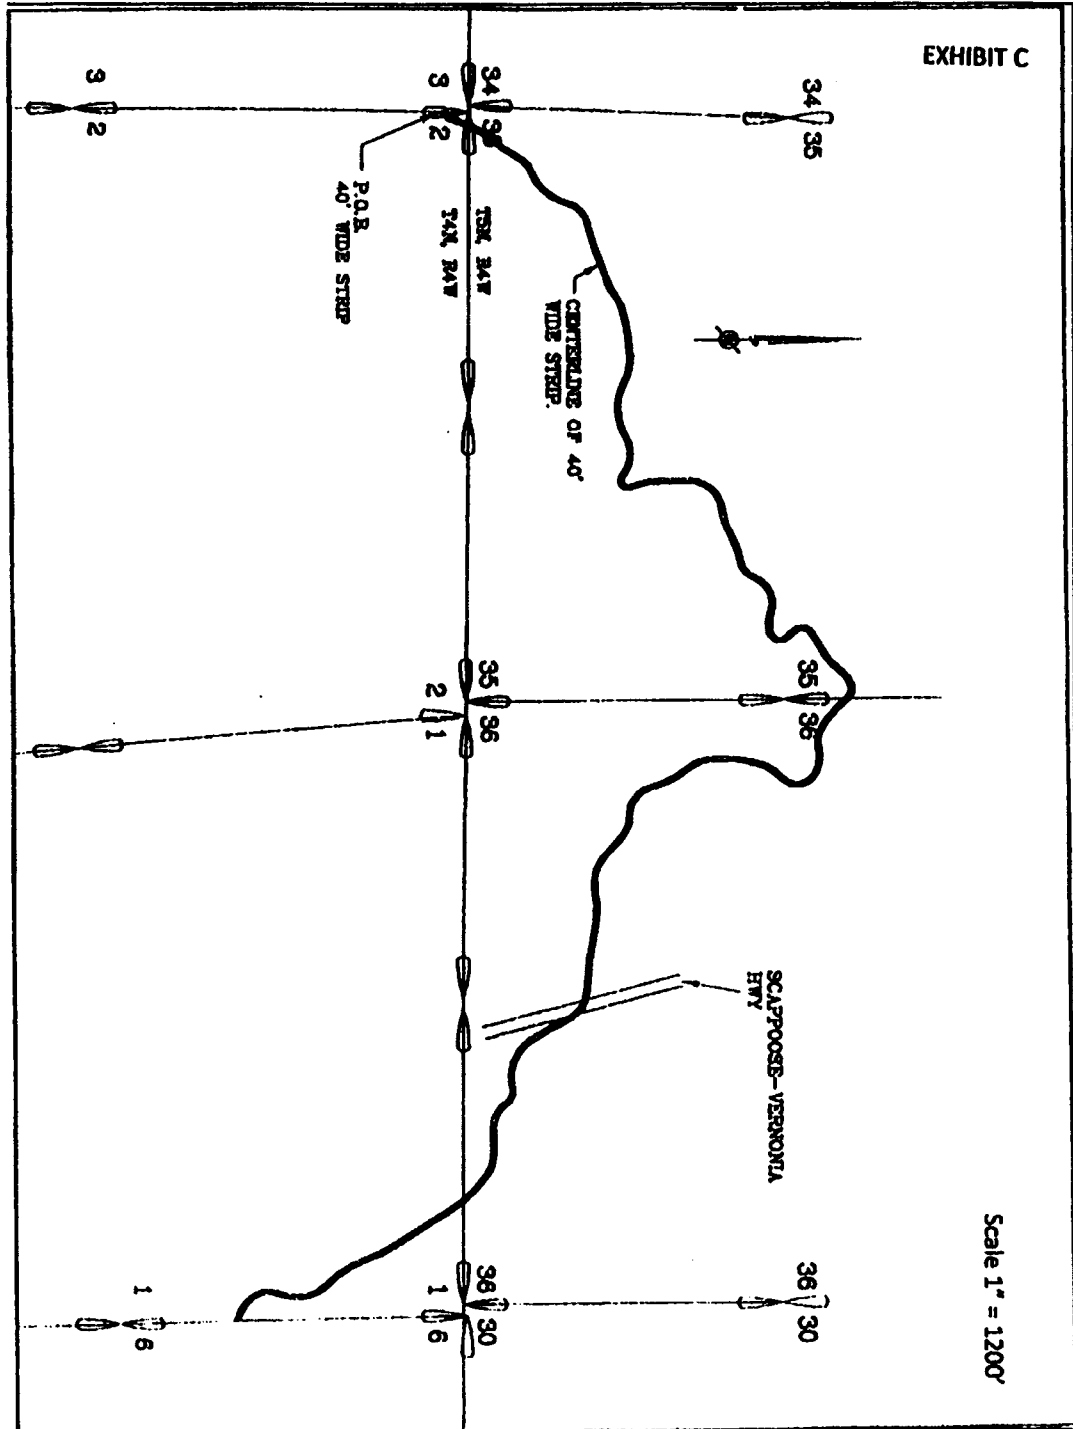 EXHIBIT C
Scale 1" = 1200'
34
35
35
36
36
30
SCAPPOOSE-VERNONIA
HWY
CENTERLINE OF 40'
WIDE STRIP.
34
35
36
36
30
T5N, R4W
T4N, R4W
3
2
2
1
1
6
P.O.B.
40' WIDE STRIP
3
2
1
6